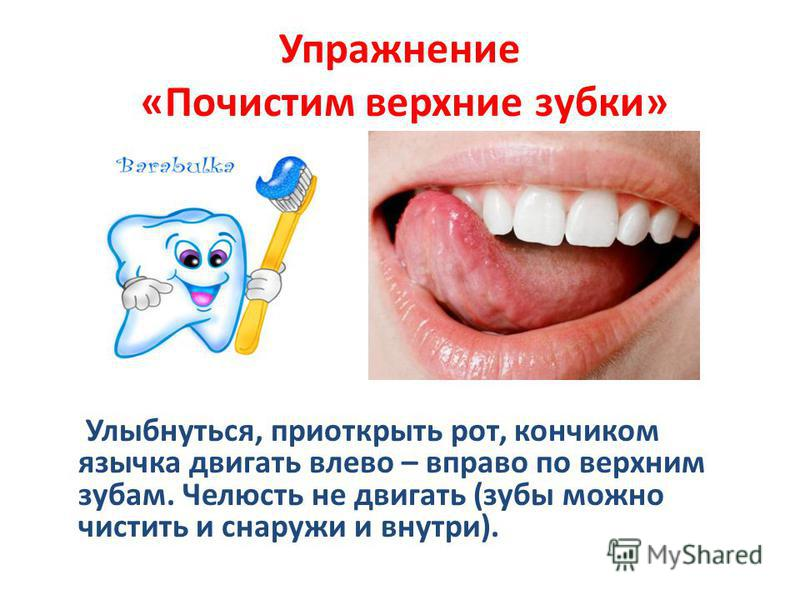 Упражнение
«Почистим верхние зубки»
Barabulka
Улыбнуться, приоткрыть рот, кончиком
язычка двигать влево – вправо по верхним
зубам. Челюсть не двигать (зубы можно
чистить и снаружи и внутри).
MyShared